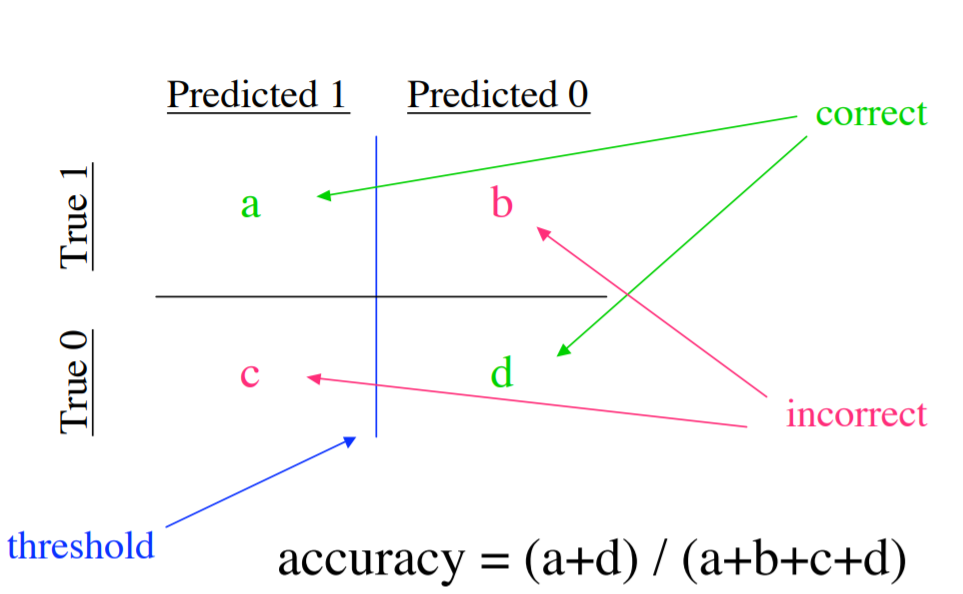 Predicted 1 Predicted 0
correct
True 1
a b
True 0
c d
incorrect
threshold
accuracy = (a+d) / (a+b+c+d)